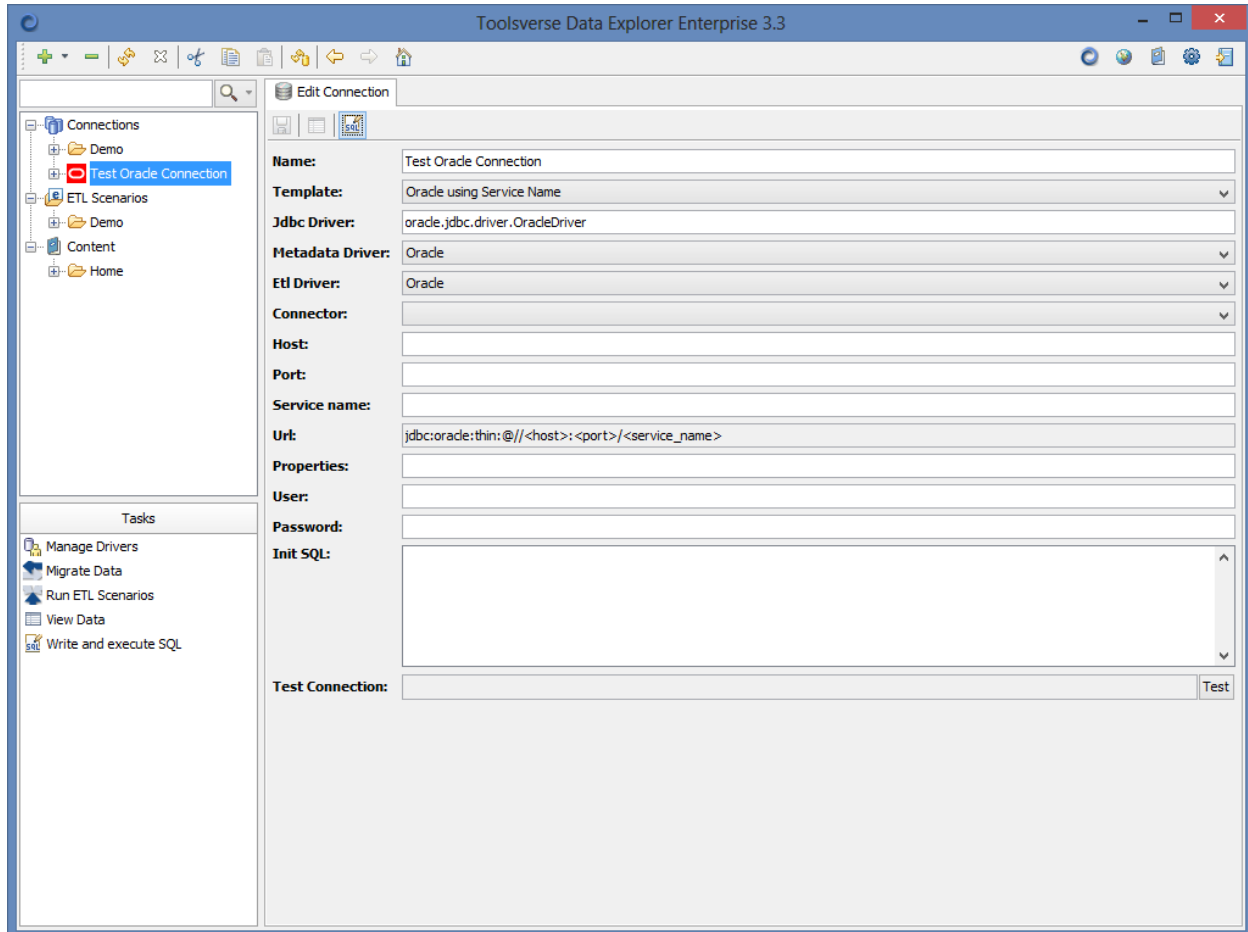 Toolsverse Data Explorer Enterprise 3.3
Edit Connection
Connections
Demo
Test Oracle Connection
ETL Scenarios
Demo
Content
Home
SQL
Name: Test Oracle Connection
Template: Oracle using Service Name
Jdbc Driver: oracle.jdbc.driver.OracleDriver
Metadata Driver: Oracle
Etl Driver: Oracle
Connector:
Host:
Port:
Service name:
Url: jdbc:oracle:thin:@//<host>:<port>/<service_name>
Properties:
User:
Password:
Init SQL:
Test Connection: Test
Tasks
Manage Drivers
Migrate Data
Run ETL Scenarios
View Data
SQL Write and execute SQL